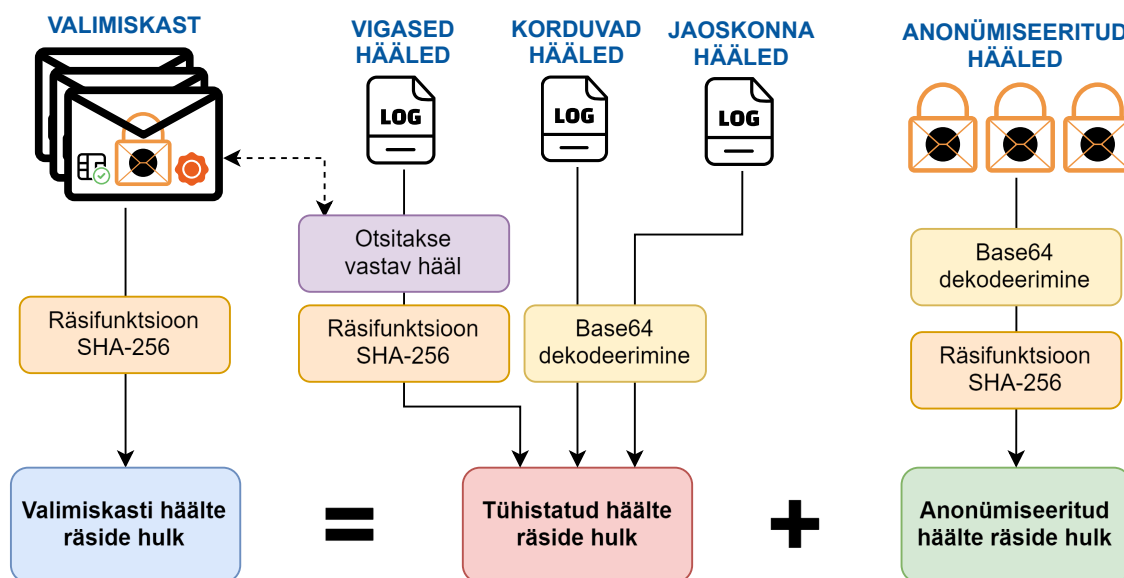 VALIMISKAST
VIGASED
HÄÄLED
KORDUVAD
HÄÄLED
JAOSKONNA
HÄÄLED
ANONÜMISEERITUD
HÄÄLED
LOG
LOG
LOG
Otsitakse
vastav hääl
Base64
dekodeerimine
Räsifunktsioon
SHA-256
Räsifunktsioon
SHA-256
Base64
dekodeerimine
Räsifunktsioon
SHA-256
Valimiskasti häälte
räside hulk
=
Tühistatud häälte
räside hulk
+
Anonümiseeritud
häälte räside hulk